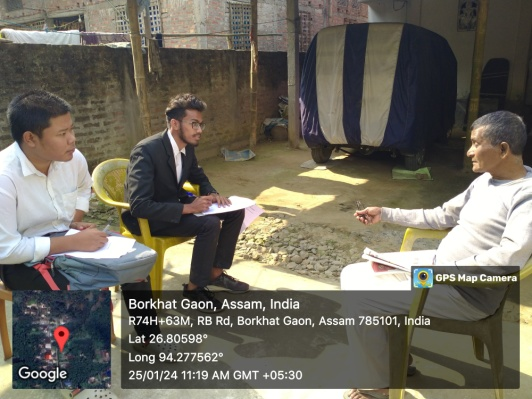 GPS Map Camera
Borkhat Gaon, Assam, India
R74H+63M, RB Rd, Borkhat Gaon, Assam 785101, India
Lat 26.80598°
Long 94.277562°
25/01/24 11:19 AM GMT +05:30
Google